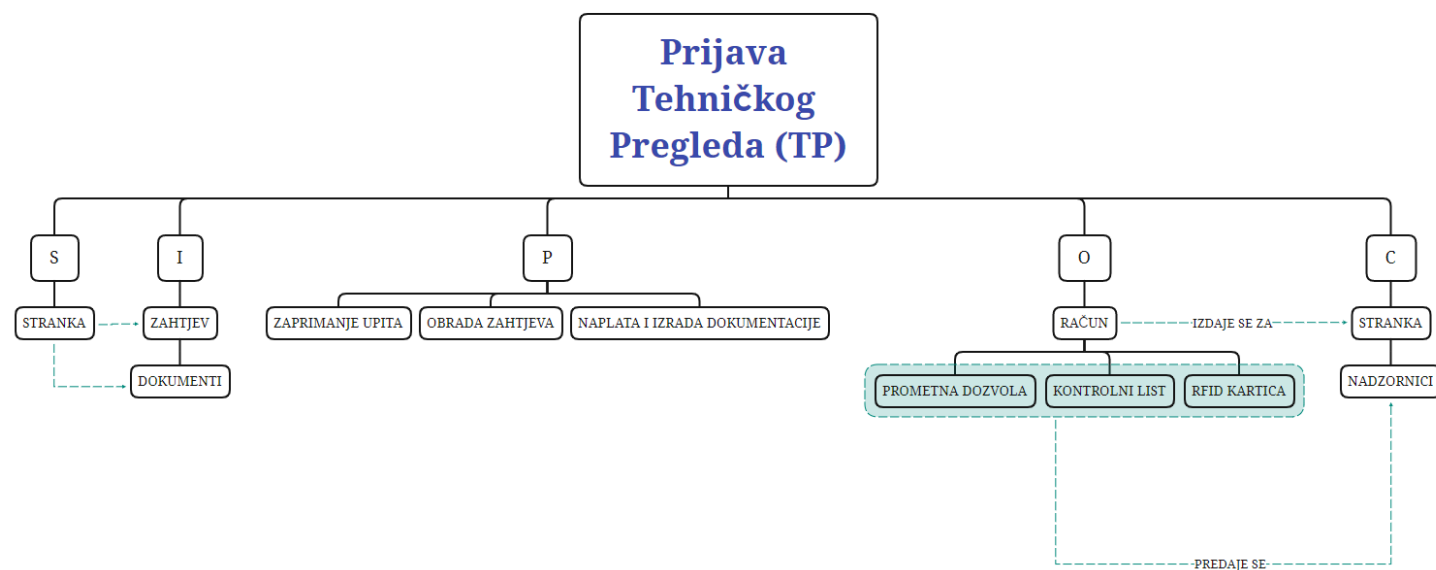 Prijava
Tehničkog
Pregleda (TP)
S
I
P
O
C
STRANKA
ZAHTJEV
ZAPRIMANJE UPITA
OBRADA ZAHTJEVA
NAPLATA I IZRADA DOKUMENTACIJE
RAČUN
IZDAJE SE ZA
STRANKA
DOKUMENTI
PROMETNA DOZVOLA
KONTROLNI LIST
RFID KARTICA
NADZORNICI
PREDAJE SE